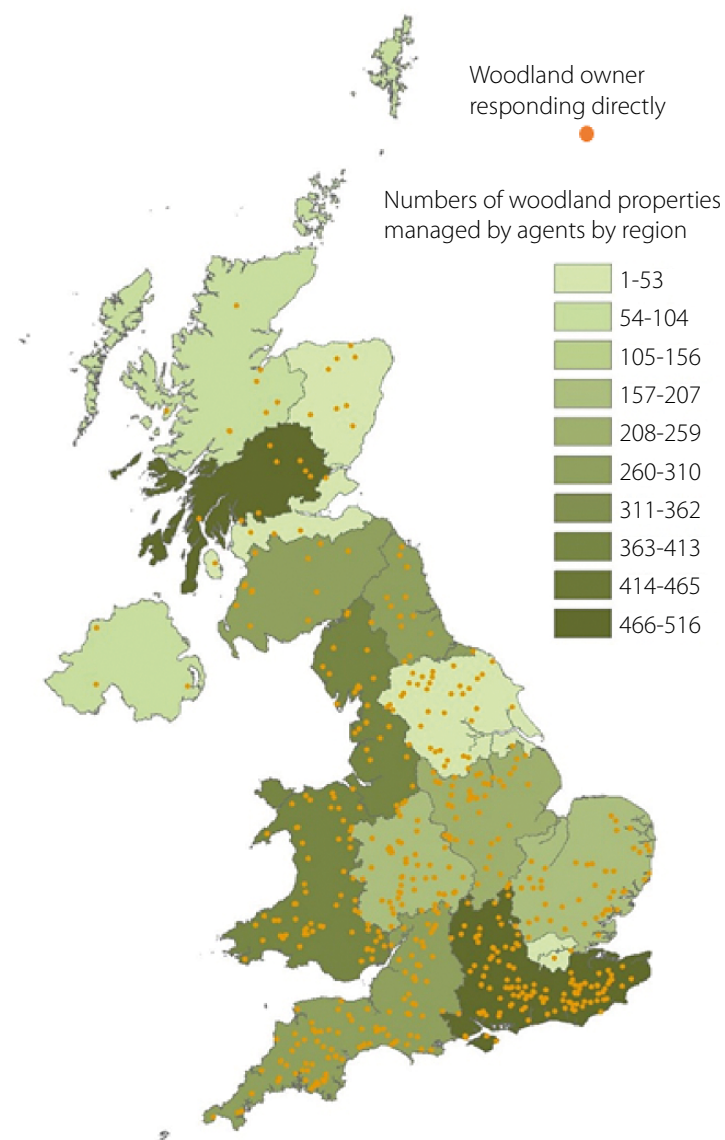 Woodland owner
responding directly
Numbers of woodland properties
managed by agents by region
1-53
54-104
105-156
157-207
208-259
260-310
311-362
363-413
414-465
466-516